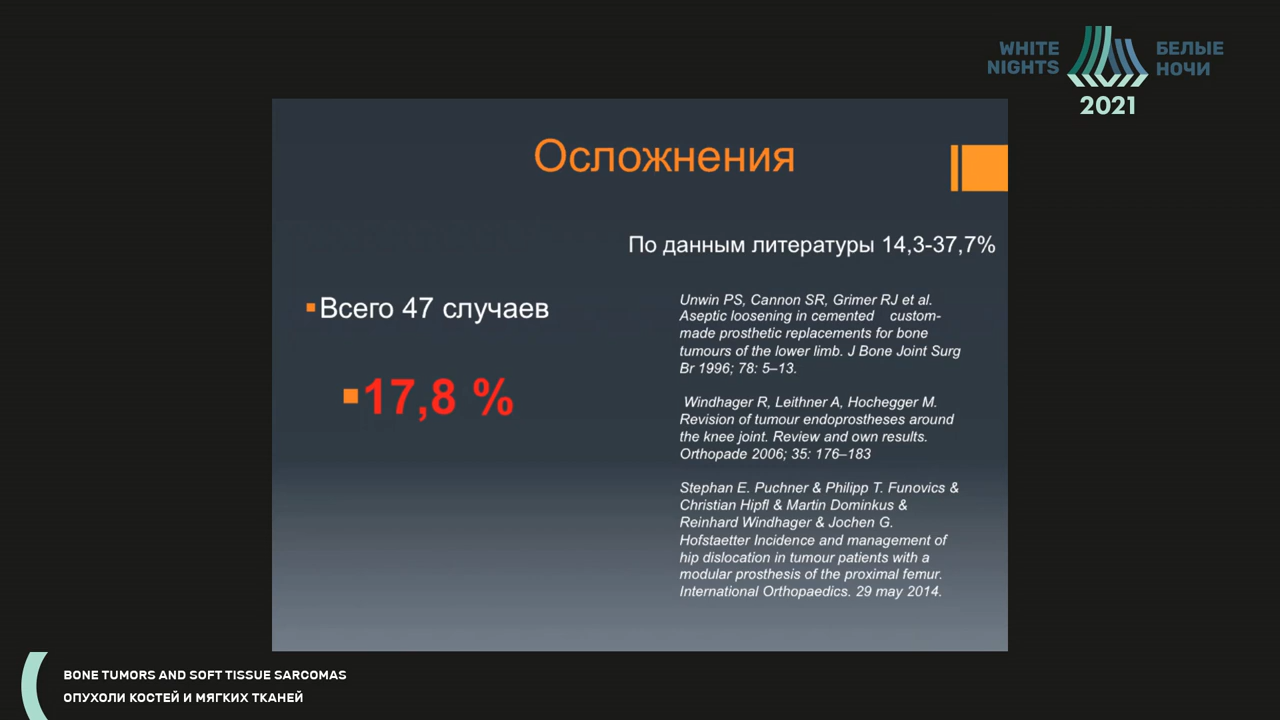 WHITE
NIGHTS
БЕЛЫЕ
НОЧИ
2021
Осложнения
По данным литературы 14,3-37,7%
Всего 47 случаев
17,8 %
Unwin PS, Cannon SR, Grimer RJ et al.
Aseptic loosening in cemented custom-
made prosthetic replacements for bone
tumours of the lower limb. J Bone Joint Surg
Br 1996; 78: 5–13.
Windhager R, Leithner A, Hochegger M.
Revision of tumour endoprostheses around
the knee joint. Review and own results.
Orthopade 2006; 35: 176–183
Stephan E. Puchner & Philipp T. Funovics &
Christian Hipfl & Martin Dominkus &
Reinhard Windhager & Jochen G.
Hofstaetter Incidence and management of
hip dislocation in tumour patients with a
modular prosthesis of the proximal femur.
International Orthopaedics. 29 may 2014.
BONE TUMORS AND SOFT TISSUE SARCOMAS
ОПУХОЛИ КОСТЕЙ И МЯГКИХ ТКАНЕЙ